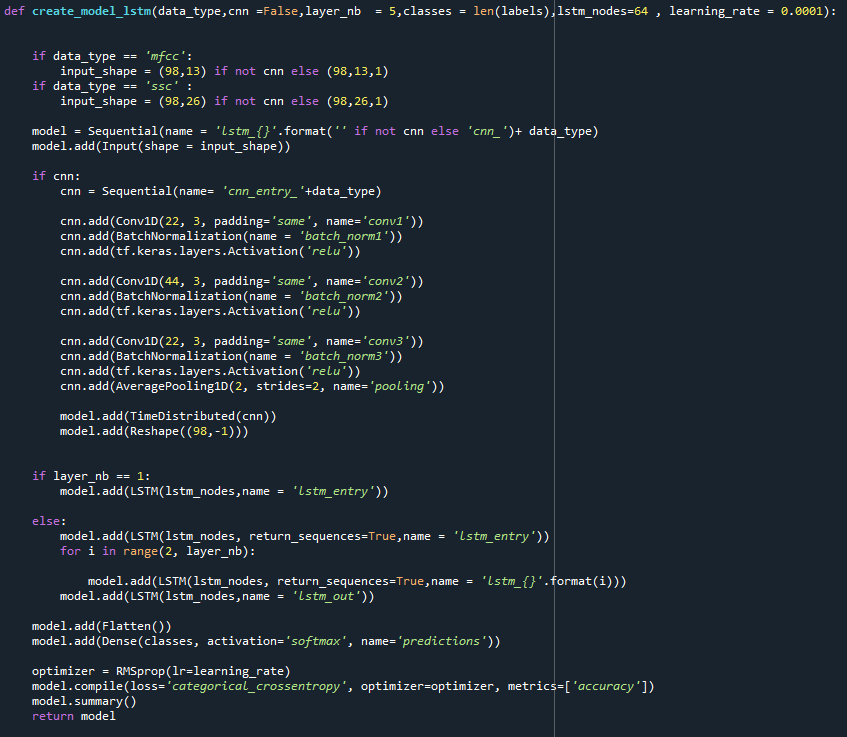 def create_model_lstm(data_type,cnn =False,layer_nb  = 5,classes = len(labels),lstm_nodes=64 , learning_rate = 0.0001):
    if data_type == 'mfcc':
        input_shape = (98,13) if not cnn else (98,13,1)
    if data_type == 'ssc' :
        input_shape = (98,26) if not cnn else (98,26,1)
    model = Sequential(name = 'lstm_{}'.format('' if not cnn else 'cnn_')+ data_type)
    model.add(Input(shape = input_shape))
    if cnn:
        cnn = Sequential(name= 'cnn_entry_'+data_type)
        cnn.add(Conv1D(22, 3, padding='same', name='conv1'))
        cnn.add(BatchNormalization(name = 'batch_norm1'))
        cnn.add(tf.keras.layers.Activation('relu'))
        cnn.add(Conv1D(44, 3, padding='same', name='conv2'))
        cnn.add(BatchNormalization(name = 'batch_norm2'))
        cnn.add(tf.keras.layers.Activation('relu'))
        cnn.add(Conv1D(22, 3, padding='same', name='conv3'))
        cnn.add(BatchNormalization(name = 'batch_norm3'))
        cnn.add(tf.keras.layers.Activation('relu'))
        cnn.add(AveragePooling1D(2, strides=2, name='pooling'))
        model.add(TimeDistributed(cnn))
        model.add(Reshape((98,-1)))
    if layer_nb == 1:
        model.add(LSTM(lstm_nodes,name = 'lstm_entry'))
    else:
        model.add(LSTM(lstm_nodes, return_sequences=True,name = 'lstm_entry'))
        for i in range(2, layer_nb):
            model.add(LSTM(lstm_nodes, return_sequences=True,name = 'lstm_{}'.format(i)))
        model.add(LSTM(lstm_nodes,name = 'lstm_out'))
    model.add(Flatten())
    model.add(Dense(classes, activation='softmax', name='predictions'))
    optimizer = RMSprop(lr=learning_rate)
    model.compile(loss='categorical_crossentropy', optimizer=optimizer, metrics=['accuracy'])
    model.summary()
    return model